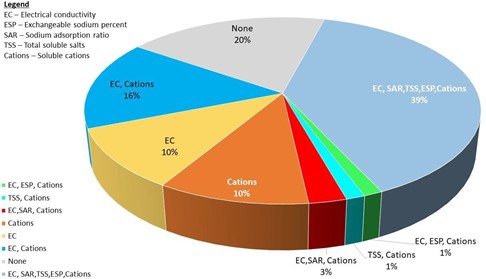 Legend
EC – Electrical conductivity
ESP – Exchangeable sodium percent
SAR – Sodium adsorption ratio
TSS – Total soluble salts
Cations – Soluble cations
None
20%
EC, SAR,TSS,ESP,Cations
39%
EC, Cations
16%
EC
10%
Cations
10%
EC,SAR, Cations
3%
TSS, Cations
1%
EC, ESP, Cations
1%
EC, ESP, Cations
TSS, Cations
EC,SAR, Cations
Cations
EC
EC, Cations
None
EC, SAR,TSS,ESP,Cations